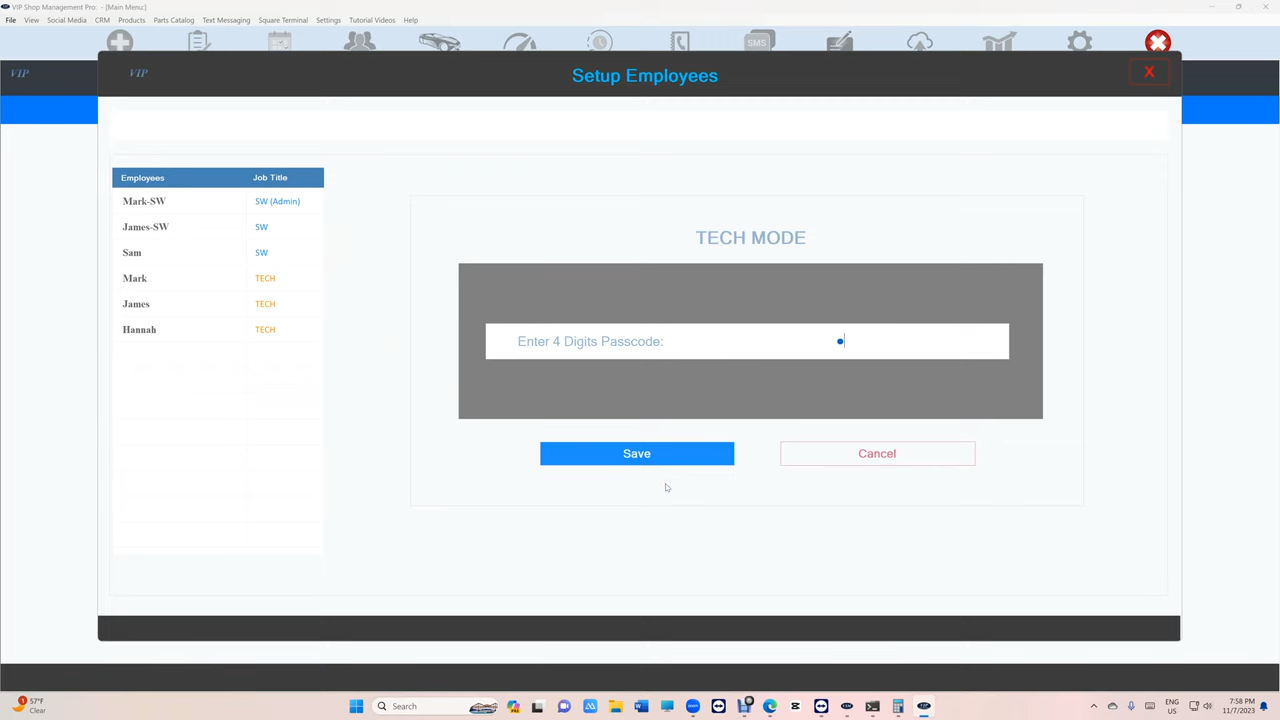 VIP Shop Management Pro: - [Main Menu:]
File View Social Media CRM Products Parts Catalog Text Messaging Square Terminal Settings Tutorial Videos Help
SMS
VIP VIP Setup Employees X
Employees Job Title
Mark-SW SW (Admin)
James-SW SW
Sam SW
Mark TECH
James TECH
Hannah TECH
TECH MODE
Enter 4 Digits Passcode:
Save Cancel
57°F
Clear
Search
ENG
US
7:58 PM
11/7/2023